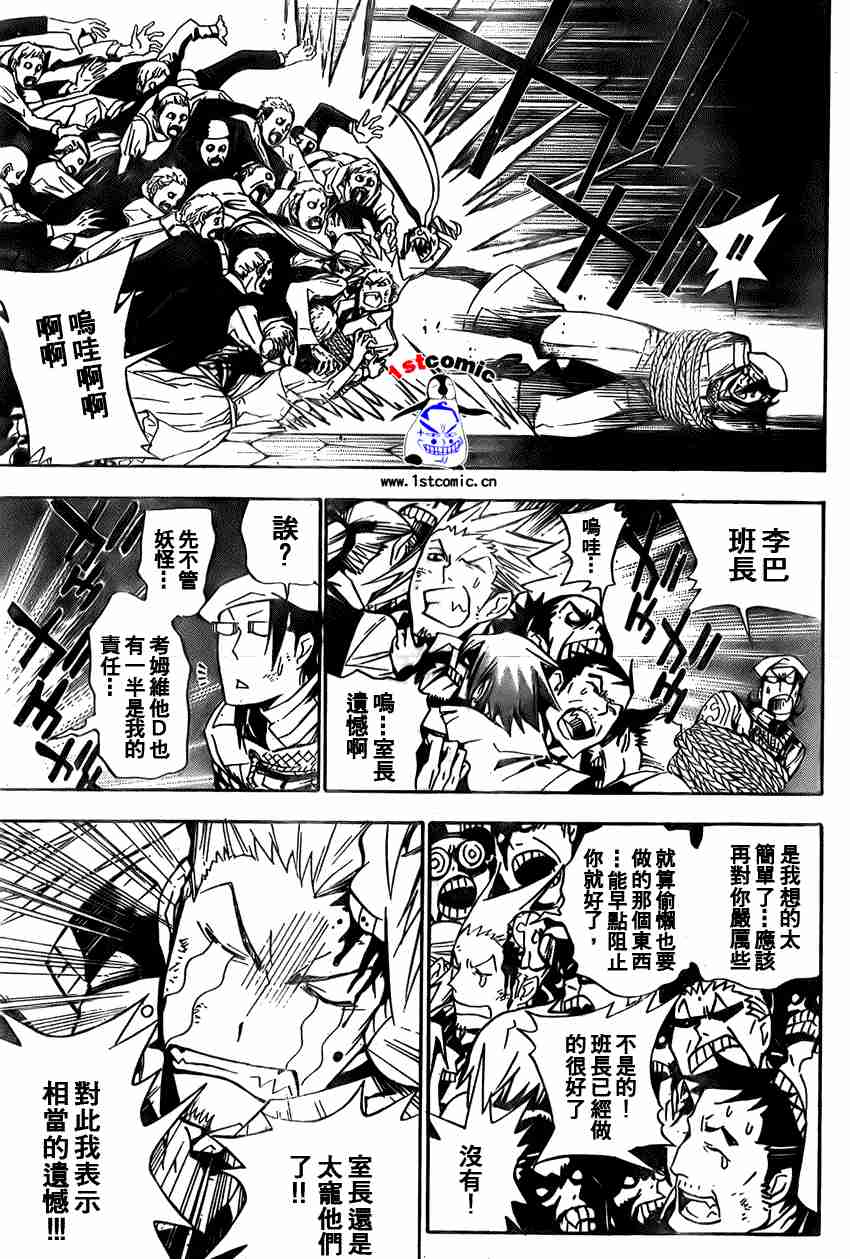 !!
嗚哇
1stcomic
www.1stcomic.cn
李巴
班長
嗚哇…
嗚…室長
遺憾啊
誒?
先不管
妖怪…
考姆維他D也
有一半是我的
責任…
是我想的太
簡單了…應該
再對你嚴厲些
就算偷懶也要
做的那個東西
…能早點阻止
你就好了，
不是的!
班長已經做
的很好了
沒有!
室長還是
太寵他們
了!!
對此我表示
相當的遺憾!!!